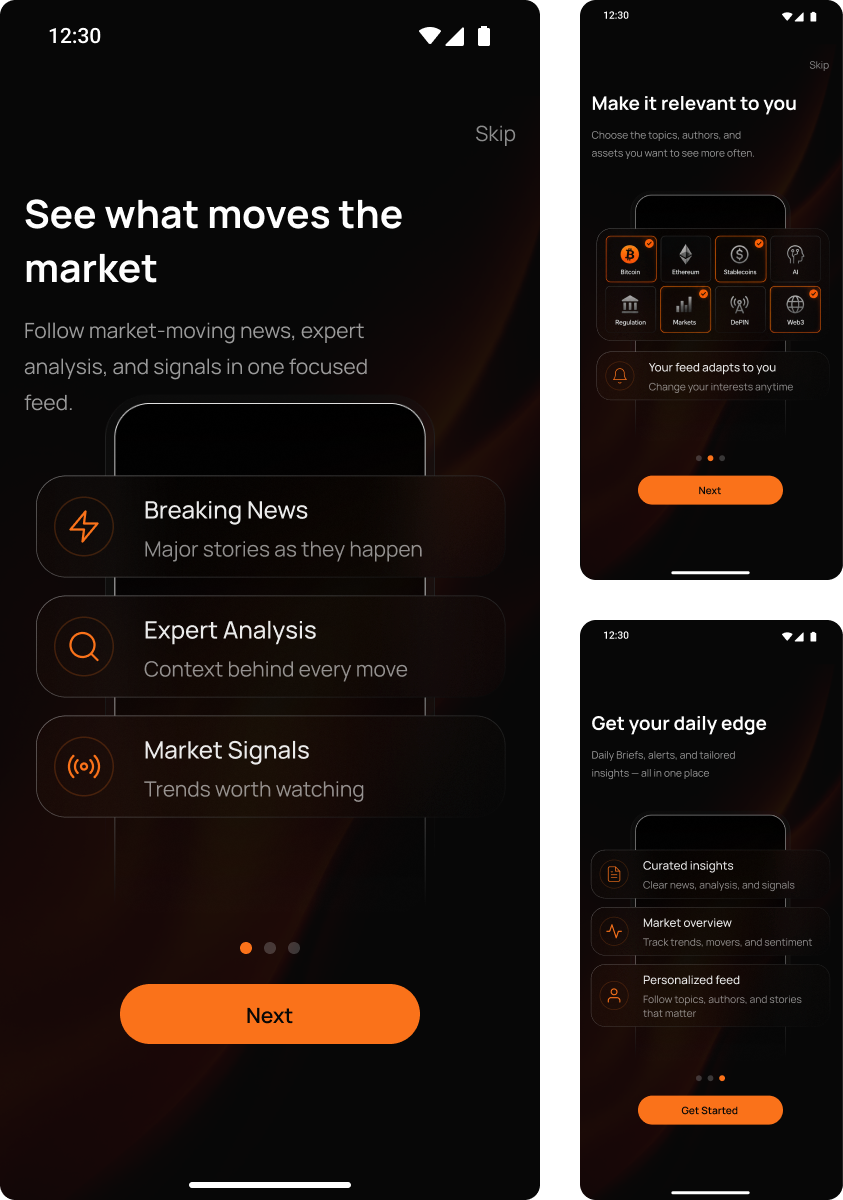 12:30
Skip
See what moves the
market
Follow market-moving news, expert
analysis, and signals in one focused
feed.
Breaking News
Major stories as they happen
Expert Analysis
Context behind every move
Market Signals
Trends worth watching
Next
12:30
Skip
Make it relevant to you
Choose the topics, authors, and
assets you want to see more often.
Bitcoin
Ethereum
Stablecoins
AI
Regulation
Markets
DePIN
Web3
Your feed adapts to you
Change your interests anytime
Next
12:30
Get your daily edge
Daily Briefs, alerts, and tailored
insights — all in one place
Curated insights
Clear news, analysis, and signals
Market overview
Track trends, movers, and sentiment
Personalized feed
Follow topics, authors, and stories
that matter
Get Started